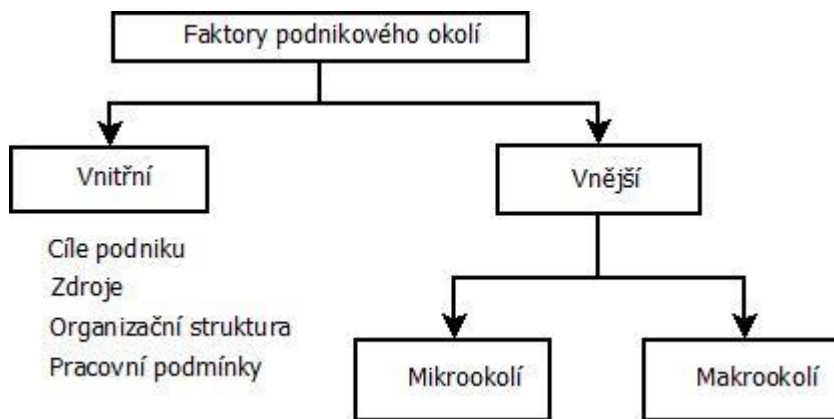 Faktory podnikového okolí
Vnitřní
Vnější
Cíle podniku
Zdroje
Organizační struktura
Pracovní podmínky
Mikrookolí
Makrookolí